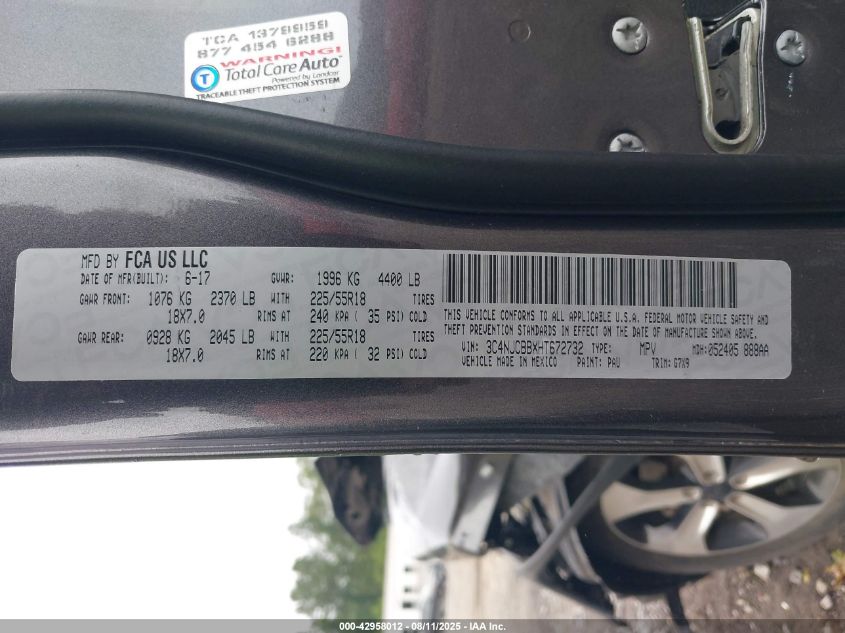 TCA 1379959
877 454 6288
WARNING!
Total Care Auto™
Powered by Landcar
TRACEABLE THEFT PROTECTION SYSTEM
MFD BY FCA US LLC
DATE OF MFR(BUILT): 6-17 GVWR: 1996 KG 4400 LB
GAWR FRONT: 1076 KG 2370 LB WITH 225/55R18 TIRES
18X7.0 RIMS AT 240 KPA ( 35 PSI) COLD
GAWR REAR: 0928 KG 2045 LB WITH 225/55R18 TIRES
18X7.0 RIMS AT 220 KPA ( 32 PSI) COLD
THIS VEHICLE CONFORMS TO ALL APPLICABLE U.S.A. FEDERAL MOTOR VEHICLE SAFETY AND
THEFT PREVENTION STANDARDS IN EFFECT ON THE DATE OF MANUFACTURE SHOWN ABOVE.
VIN: 3C4NJCBBXHT672732 TYPE: MPV MDH:052405 888AA
VEHICLE MADE IN MEXICO PAINT: PAU TRIM: G7X9
000-42958012 - 08/11/2025 - IAA Inc.